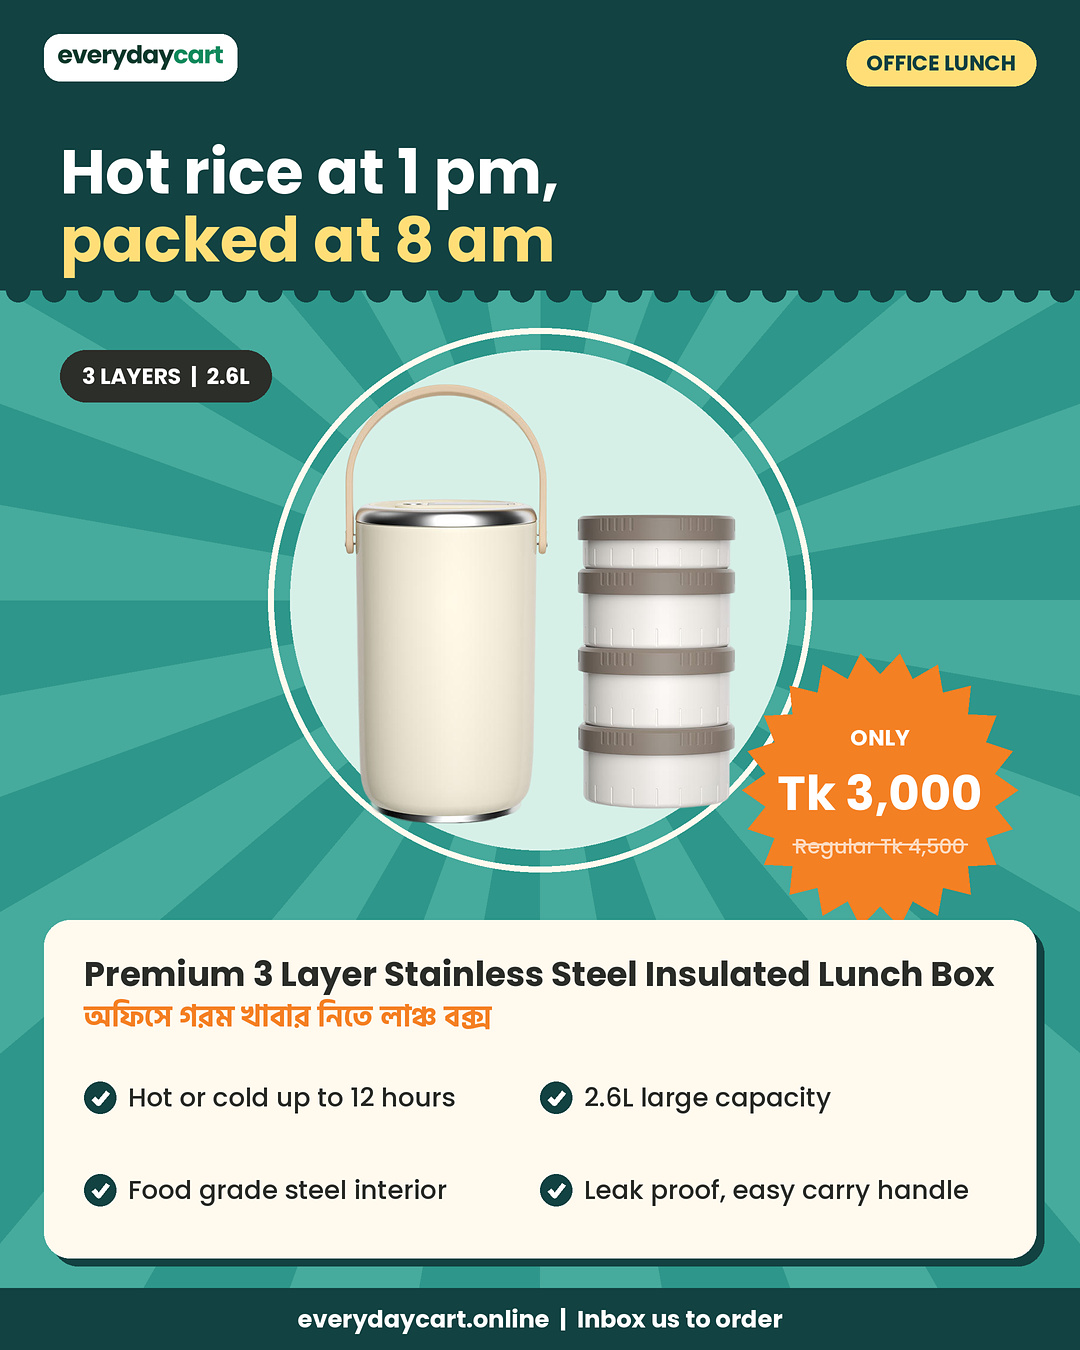 everydaycart
OFFICE LUNCH
Hot rice at 1 pm,
packed at 8 am
3 LAYERS | 2.6L
ONLY
Tk 3,000
Regular Tk 4,500
Premium 3 Layer Stainless Steel Insulated Lunch Box
অফিসে গরম খাবার নিতে লাঞ্চ বক্স
Hot or cold up to 12 hours
2.6L large capacity
Food grade steel interior
Leak proof, easy carry handle
everydaycart.online | Inbox us to order